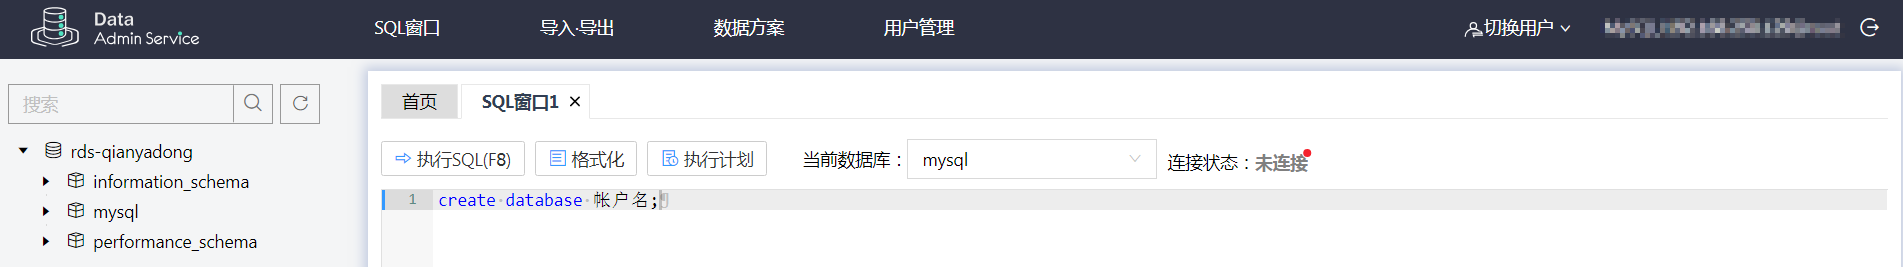 Data
Admin Service
SQL窗口 导入·导出 数据方案 用户管理 切换用户
搜索
rds-qianyadong
information_schema
mysql
performance_schema
首页 SQL窗口1 ×
执行SQL(F8) 格式化 执行计划 当前数据库： mysql 连接状态：未连接
1 create database 帐户名;